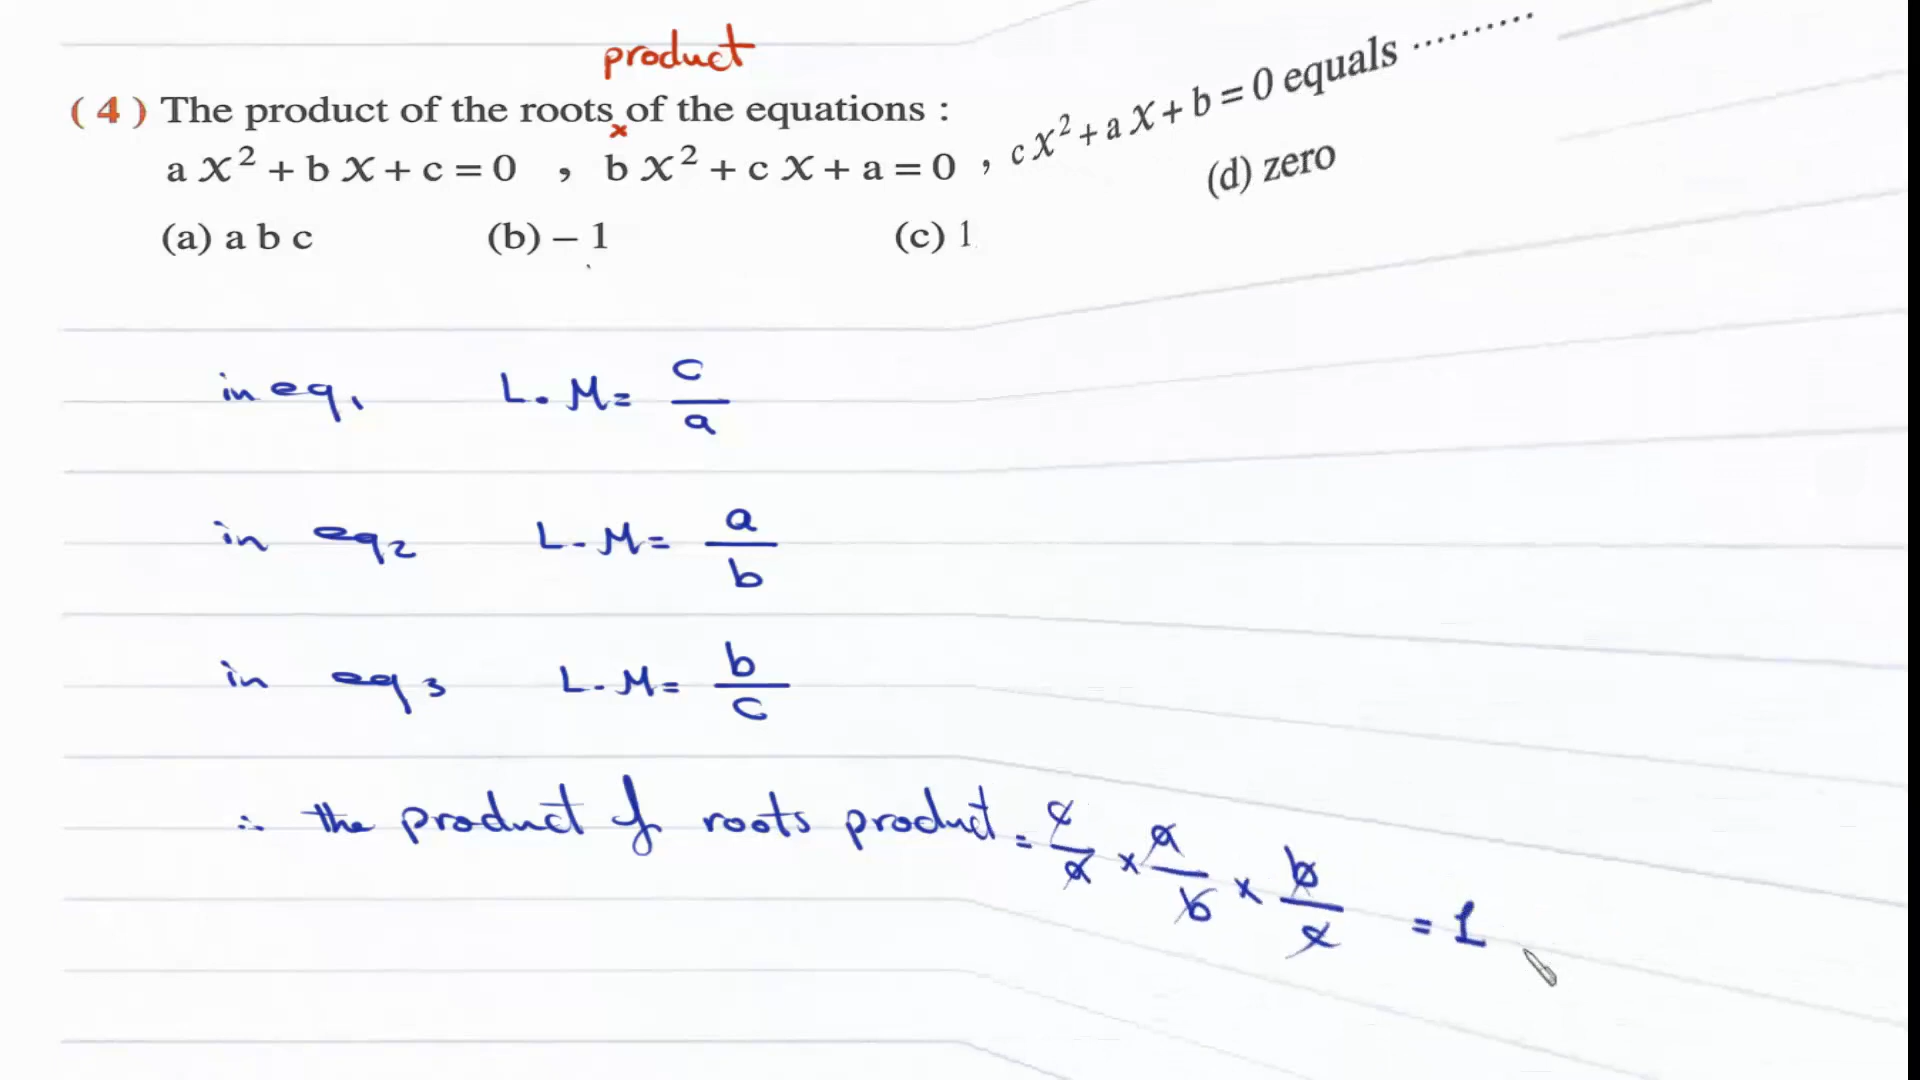 product
( 4 ) The product of the roots of the equations :
x
a x² + b x + c = 0 , b x² + c x + a = 0 , c x² + a x + b = 0 equals ..........
(a) a b c (b) – 1 (c) 1 (d) zero
in eq1 L . M = c/a
in eq2 L - M = a/b
in eq3 L - M = b/c
∴ the product of roots product = c/a × a/b × b/c = 1